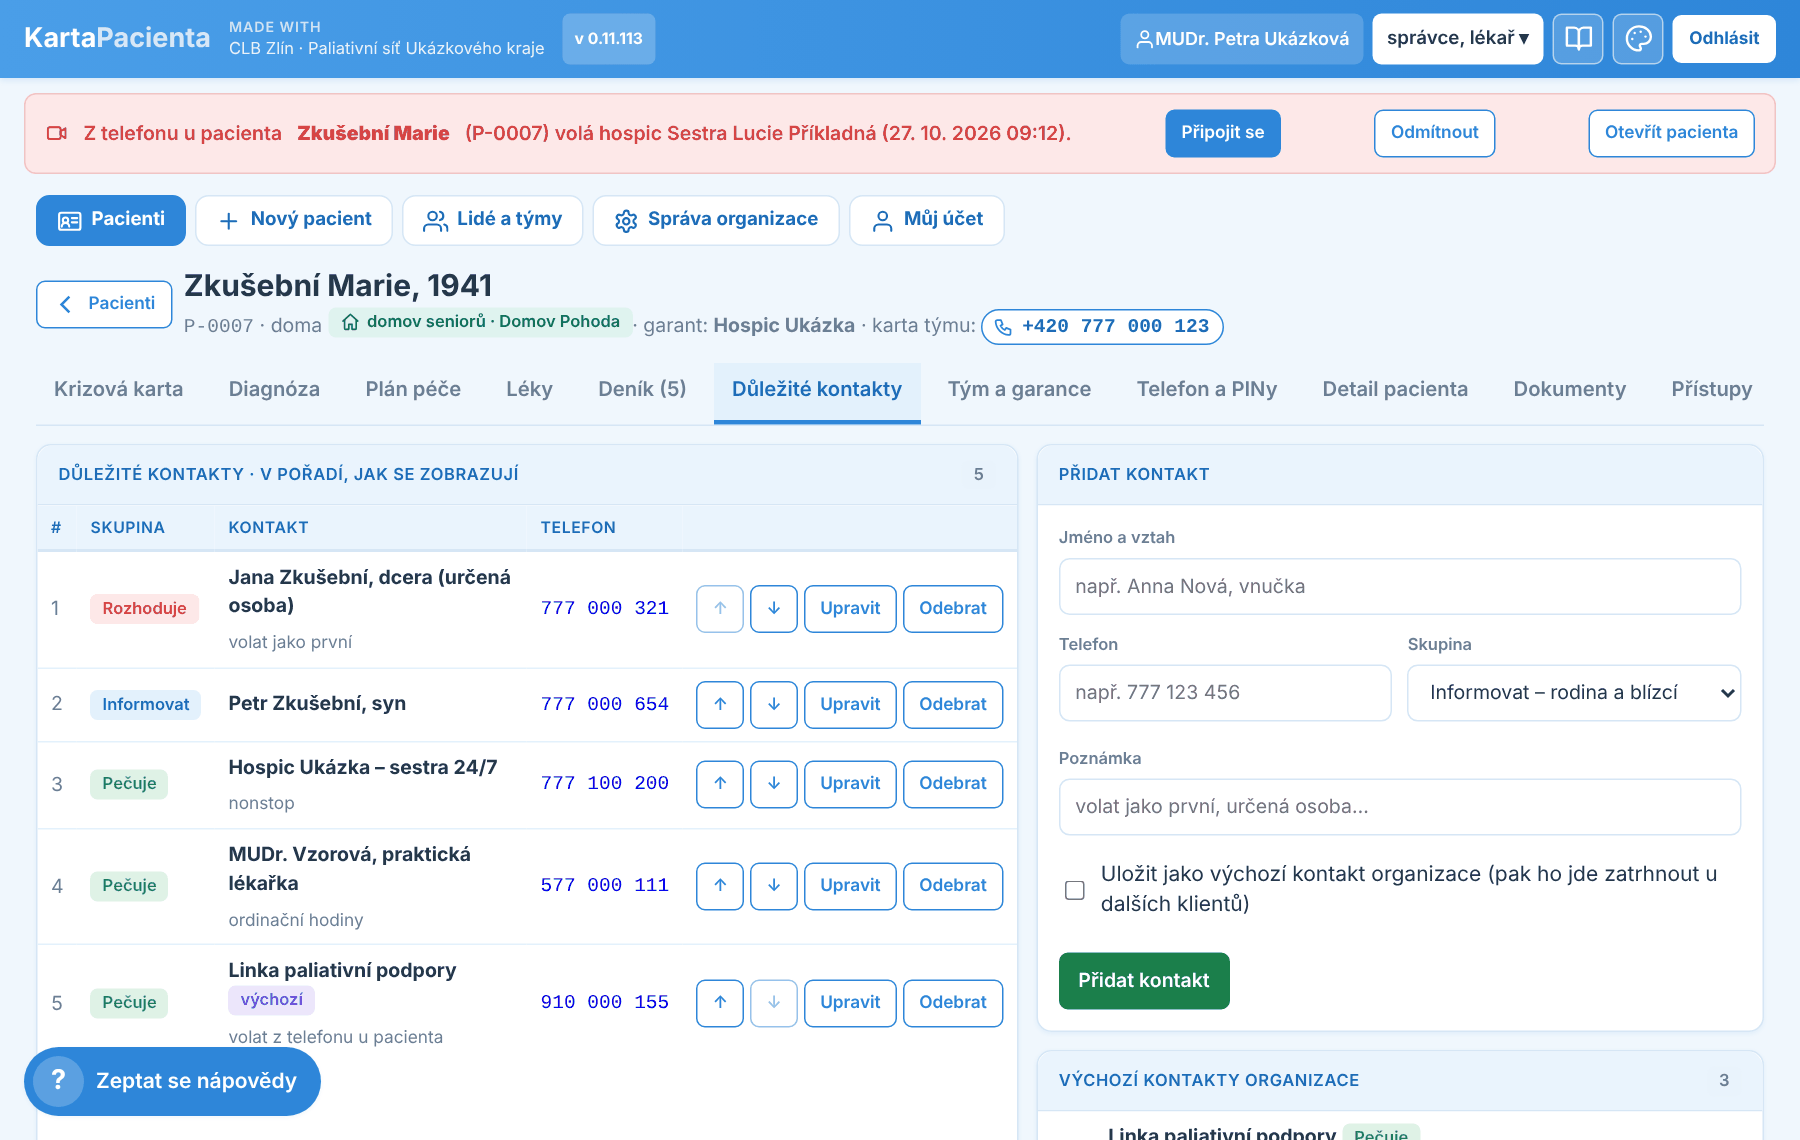 KartaPacienta
MADE WITH
CLB Zlín · Paliativní síť Ukázkového kraje
v 0.11.113
MUDr. Petra Ukázková
správce, lékař ▾
Odhlásit
Z telefonu u pacienta Zkušební Marie (P-0007) volá hospic Sestra Lucie Příkladná (27. 10. 2026 09:12).
Připojit se
Odmítnout
Otevřít pacienta
Pacienti
Nový pacient
Lidé a týmy
Správa organizace
Můj účet
Pacienti
Zkušební Marie, 1941
P-0007 · doma domov seniorů · Domov Pohoda · garant: Hospic Ukázka · karta týmu: +420 777 000 123
Krizová karta
Diagnóza
Plán péče
Léky
Deník (5)
Důležité kontakty
Tým a garance
Telefon a PINy
Detail pacienta
Dokumenty
Přístupy
DŮLEŽITÉ KONTAKTY · V POŘADÍ, JAK SE ZOBRAZUJÍ 5
# SKUPINA KONTAKT TELEFON
1 Rozhoduje Jana Zkušební, dcera (určená
osoba)
volat jako první
777 000 321 ↑ ↓ Upravit Odebrat
2 Informovat Petr Zkušební, syn 777 000 654 ↑ ↓ Upravit Odebrat
3 Pečuje Hospic Ukázka – sestra 24/7
nonstop
777 100 200 ↑ ↓ Upravit Odebrat
4 Pečuje MUDr. Vzorová, praktická
lékařka
ordinační hodiny
577 000 111 ↑ ↓ Upravit Odebrat
5 Pečuje Linka paliativní podpory
výchozí
volat z telefonu u pacienta
910 000 155 ↑ ↓ Upravit Odebrat
? Zeptat se nápovědy
PŘIDAT KONTAKT
Jméno a vztah
např. Anna Nová, vnučka
Telefon
např. 777 123 456
Skupina
Informovat – rodina a blízcí
Poznámka
volat jako první, určená osoba…
Uložit jako výchozí kontakt organizace (pak ho jde zatrhnout u
dalších klientů)
Přidat kontakt
VÝCHOZÍ KONTAKTY ORGANIZACE 3
Linka paliativní podpory Pečuje